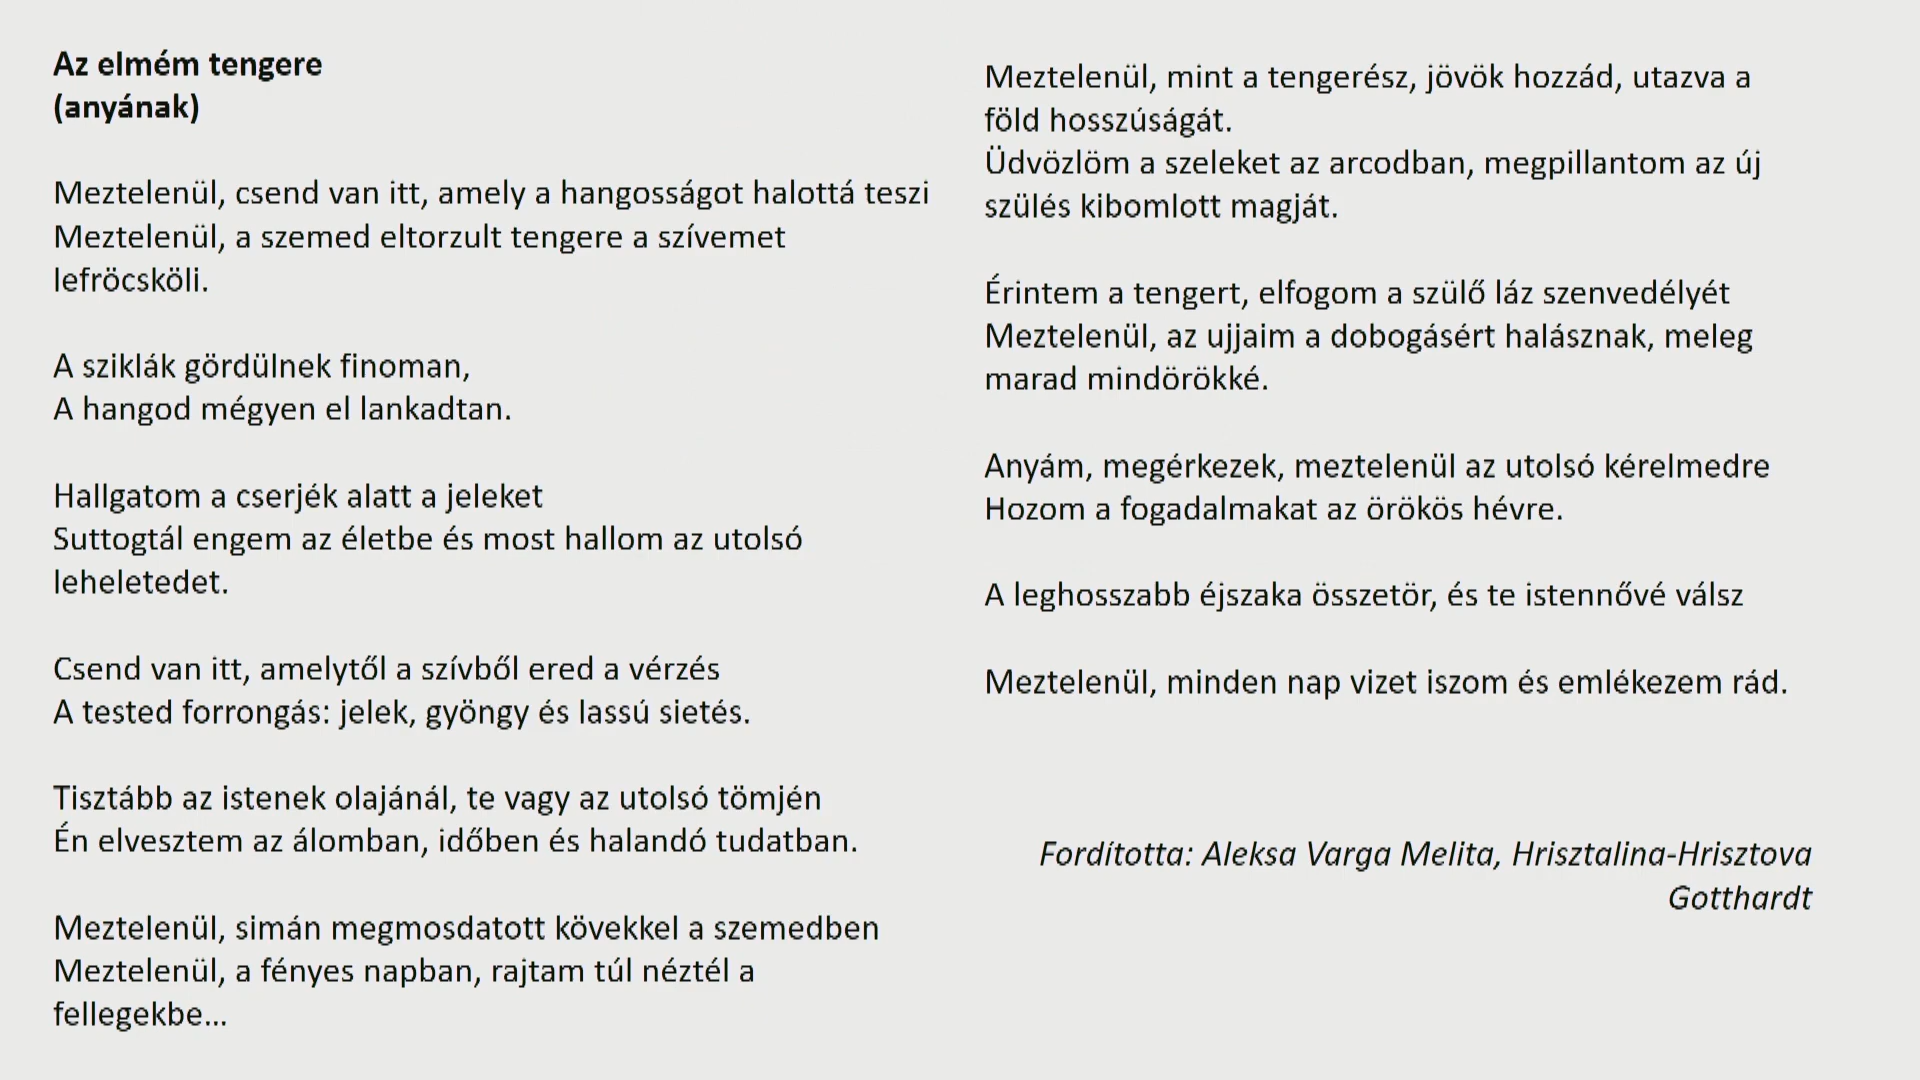 Az elmém tengere
(anyának)
Meztelenül, csend van itt, amely a hangosságot halottá teszi
Meztelenül, a szemed eltorzult tengere a szívemet
lefröcsköli.
A sziklák gördülnek finoman,
A hangod mégyen el lankadtan.
Hallgatom a cserjék alatt a jeleket
Suttogtál engem az életbe és most hallom az utolsó
leheletedet.
Csend van itt, amelytől a szívből ered a vérzés
A tested forrongás: jelek, gyöngy és lassú sietés.
Tisztább az istenek olajánál, te vagy az utolsó tömjén
Én elvesztem az álomban, időben és halandó tudatban.
Meztelenül, simán megmosdatott kövekkel a szemedben
Meztelenül, a fényes napban, rajtam túl néztél a
fellegekbe...
Meztelenül, mint a tengerész, jövök hozzád, utazva a
föld hosszúságát.
Üdvözlöm a szeleket az arcodban, megpillantom az új
szülés kibomlott magját.
Érintem a tengert, elfogom a szülő láz szenvedélyét
Meztelenül, az ujjaim a dobogásért halásznak, meleg
marad mindörökké.
Anyám, megérkezek, meztelenül az utolsó kérelmedre
Hozom a fogadalmakat az örökös hévre.
A leghosszabb éjszaka összetör, és te istennővé válsz
Meztelenül, minden nap vizet iszom és emlékezem rád.
Fordította: Aleksa Varga Melita, Hrisztalina-Hrisztova
Gotthardt